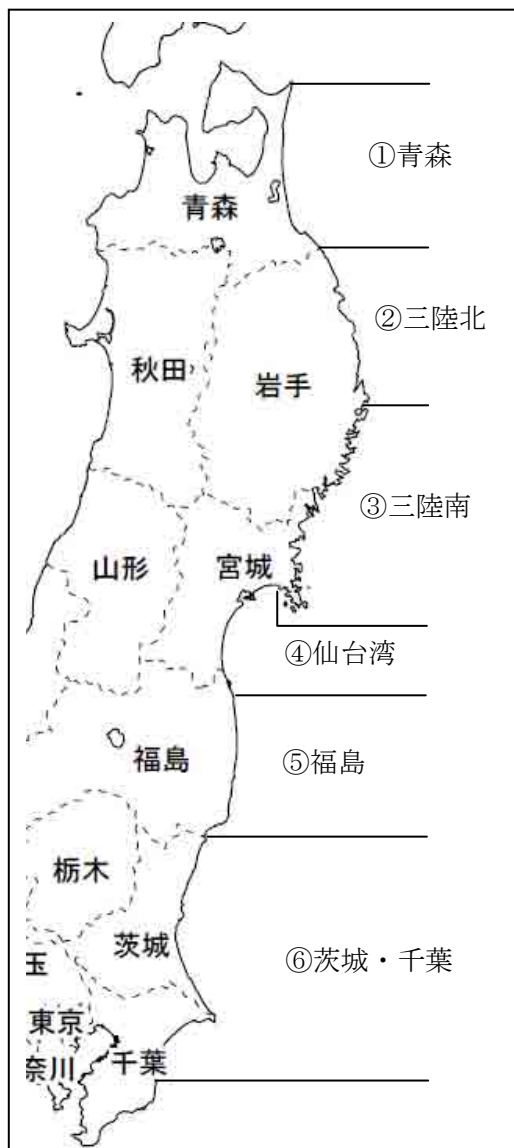 ①青森
青森
②三陸北
秋田
岩手
③三陸南
山形
宮城
④仙台湾
福島
⑤福島
栃木
茨城
⑥茨城・千葉
玉
東京
千葉
奈川